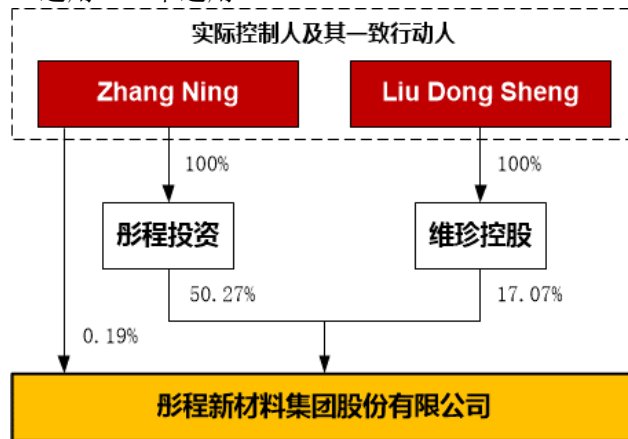 实际控制人及其一致行动人
Zhang Ning
Liu Dong Sheng
100%
100%
彤程投资
维珍控股
50.27%
17.07%
0.19%
彤程新材料集团股份有限公司